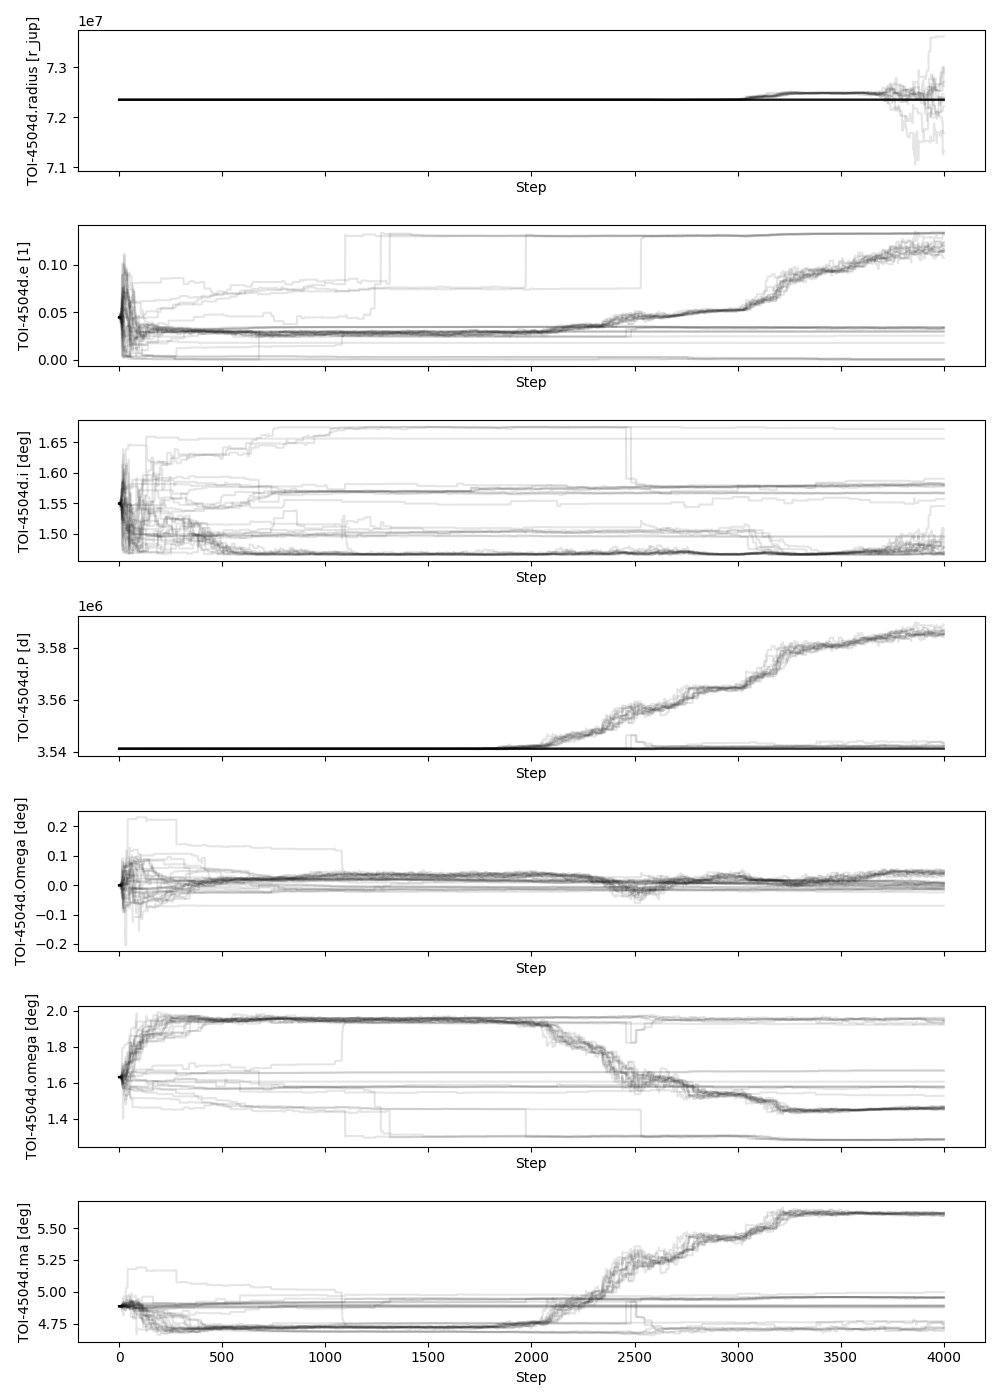 1e7
TOI-4504d.radius [r_jup]
7.3
7.2
7.1
Step
TOI-4504d.e [1]
0.10
0.05
0.00
Step
TOI-4504d.i [deg]
1.65
1.60
1.55
1.50
Step
1e6
TOI-4504d.P [d]
3.58
3.56
3.54
Step
TOI-4504d.Omega [deg]
0.2
0.1
0.0
−0.1
−0.2
Step
TOI-4504d.omega [deg]
2.0
1.8
1.6
1.4
Step
TOI-4504d.ma [deg]
5.50
5.25
5.00
4.75
0 500 1000 1500 2000 2500 3000 3500 4000
Step